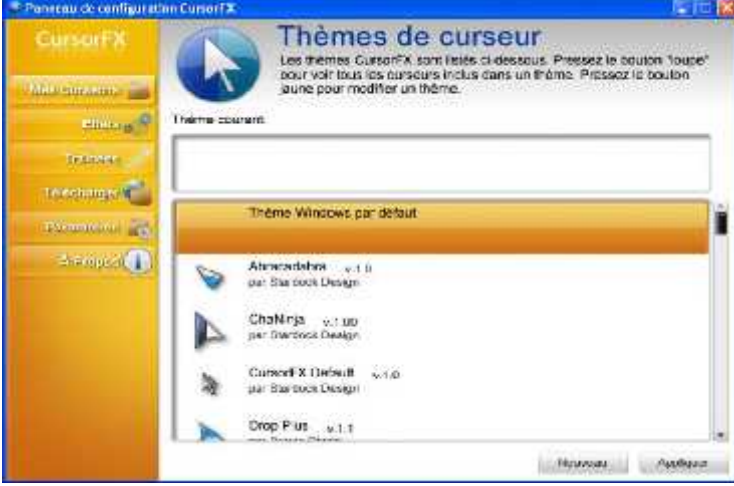 Panneau de configuration CursorFX
CursorFX
Thèmes de curseur
Les thèmes CursorFX sont listés ci-dessous. Pressez le bouton "loupe"
pour voir tous les curseurs inclus dans un thème. Pressez le bouton
jaune pour modifier un thème.
Mes Curseurs
Effets
Thème courant
Traînée
Télécharger
Paramètres
À Propos
Thème Windows par défaut
Abracadabra v.1.0
par Stardock Design
ChaNinja v.1.00
par Stardock Design
CursorFX Default v.1.0
par Stardock Design
Drop Plus v.1.1
Nouveau
Appliquer